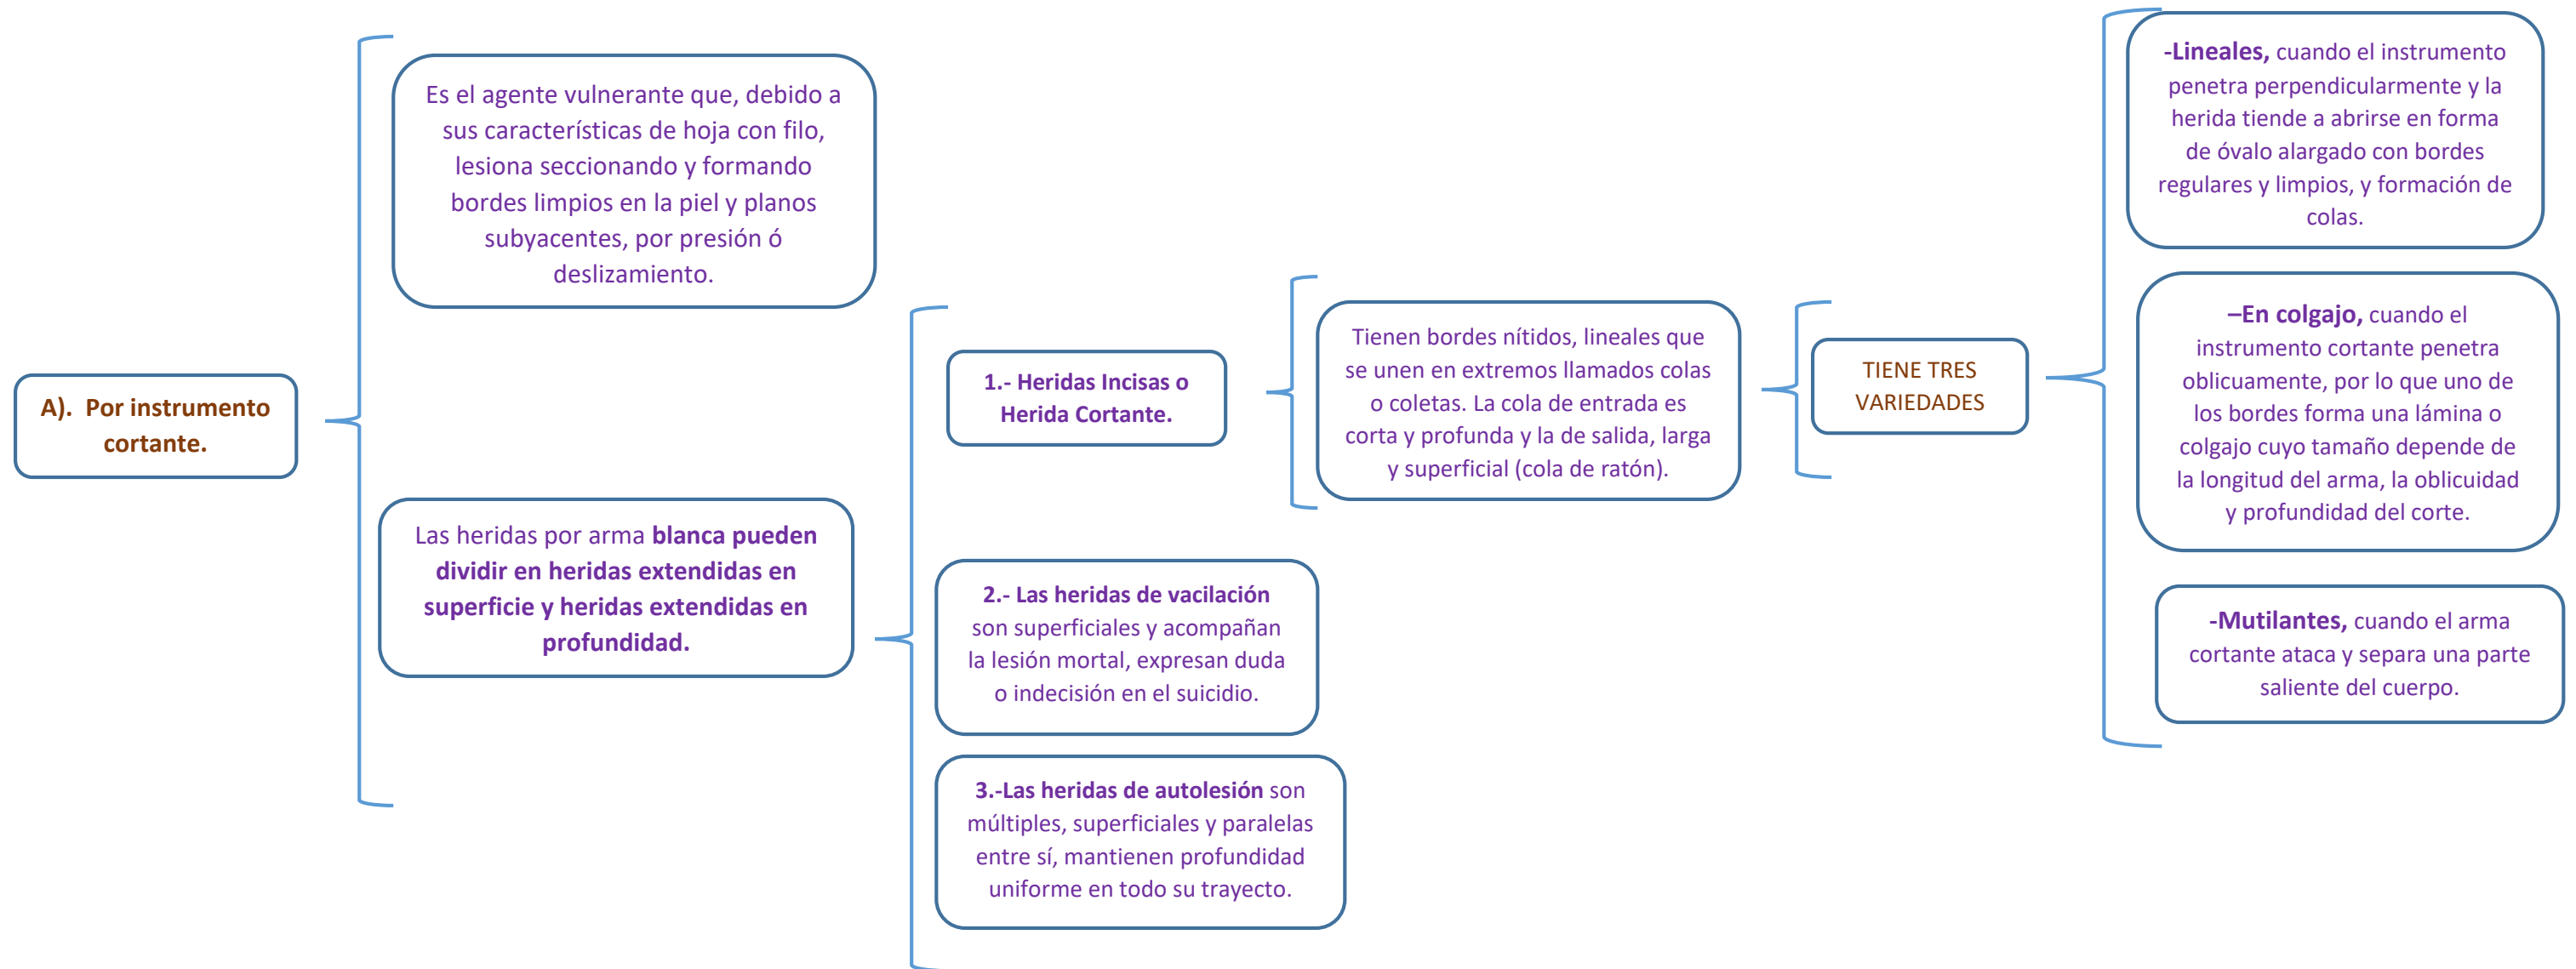 A). Por instrumento
cortante.
Es el agente vulnerante que, debido a
sus características de hoja con filo,
lesiona seccionando y formando
bordes limpios en la piel y planos
subyacentes, por presión ó
deslizamiento.
Las heridas por arma blanca pueden
dividir en heridas extendidas en
superficie y heridas extendidas en
profundidad.
1.- Heridas Incisas o
Herida Cortante.
Tienen bordes nítidos, lineales que
se unen en extremos llamados colas
o coletas. La cola de entrada es
corta y profunda y la de salida, larga
y superficial (cola de ratón).
TIENE TRES
VARIEDADES
-Lineales, cuando el instrumento
penetra perpendicularmente y la
herida tiende a abrirse en forma
de óvalo alargado con bordes
regulares y limpios, y formación de
colas.
–En colgajo, cuando el
instrumento cortante penetra
oblicuamente, por lo que uno de
los bordes forma una lámina o
colgajo cuyo tamaño depende de
la longitud del arma, la oblicuidad
y profundidad del corte.
-Mutilantes, cuando el arma
cortante ataca y separa una parte
saliente del cuerpo.
2.- Las heridas de vacilación
son superficiales y acompañan
la lesión mortal, expresan duda
o indecisión en el suicidio.
3.-Las heridas de autolesión son
múltiples, superficiales y paralelas
entre sí, mantienen profundidad
uniforme en todo su trayecto.